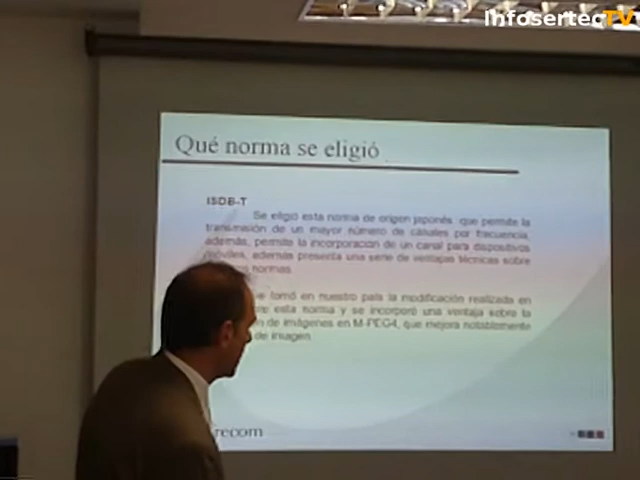 InfosertecTV
Qué norma se eligió
ISDB-T
Se eligió esta norma de origen japonés que permite la
transmisión de un mayor número de canales por frecuencia,
además, permite la incorporación de un canal para dispositivos
móviles, además presenta una serie de ventajas técnicas sobre
normas.
tomó en nuestro país la modificación realizada en
esta norma y se incorporó una ventaja sobre la
de imágenes en M-PEG4, que mejora notablemente
de imagen.
recom